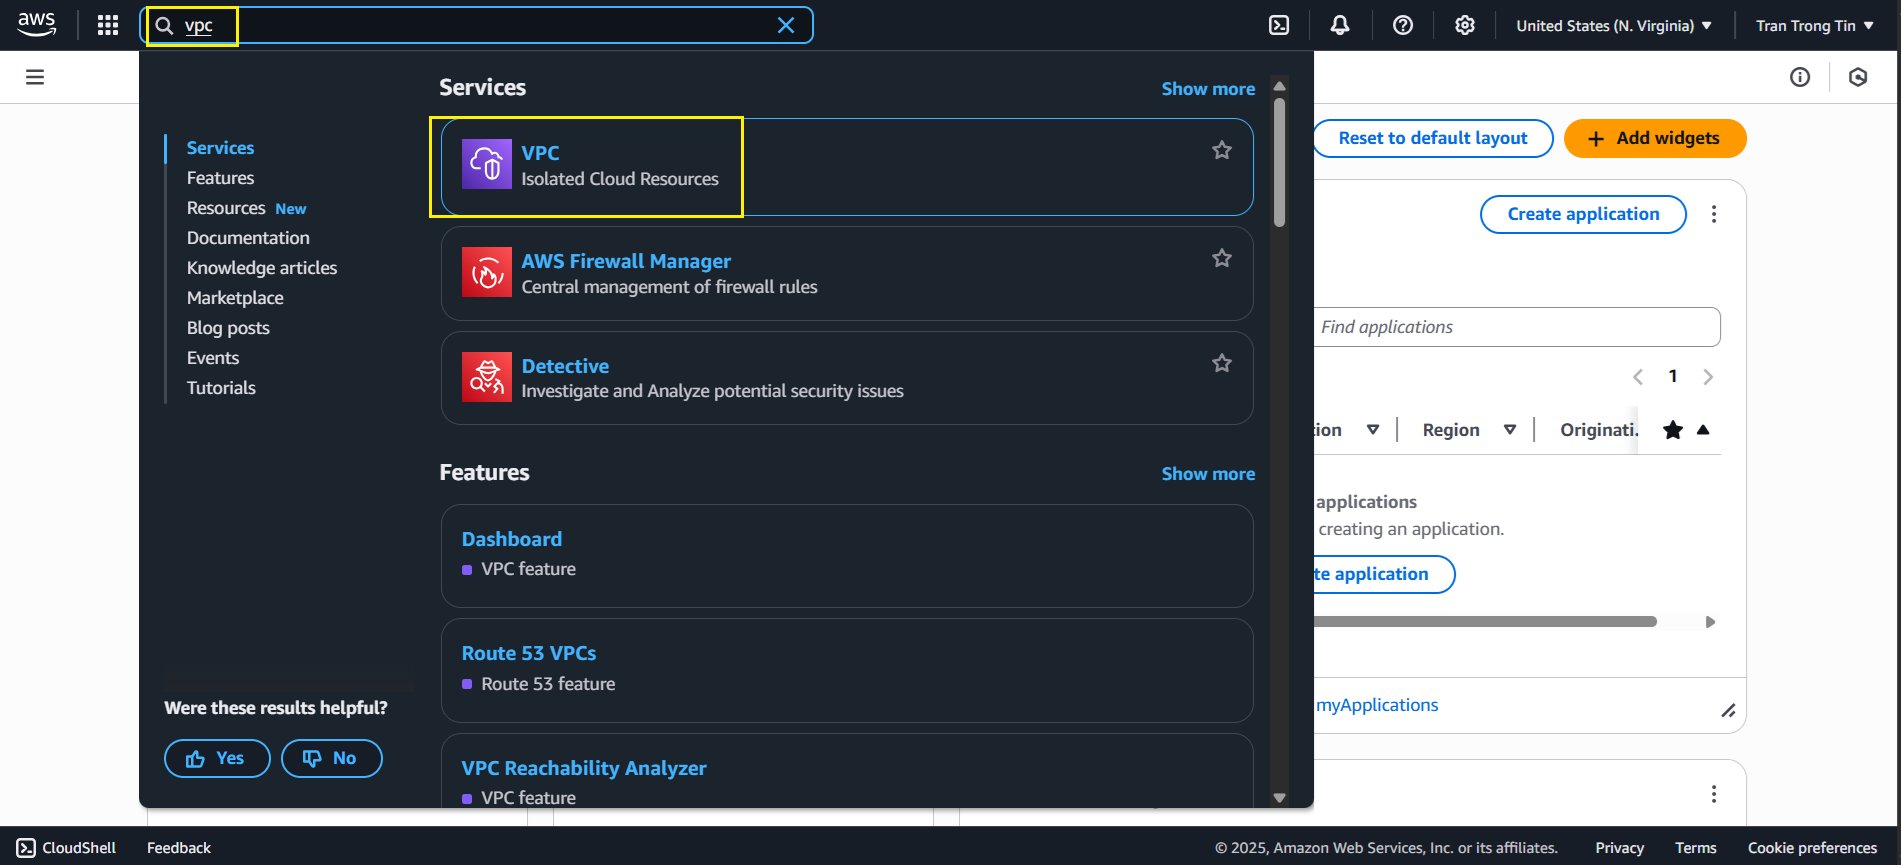 aws
vpc
United States (N. Virginia)
Tran Trong Tin
Services
Features
Resources New
Documentation
Knowledge articles
Marketplace
Blog posts
Events
Tutorials
Were these results helpful?
Yes
No
Services
Show more
VPC
Isolated Cloud Resources
AWS Firewall Manager
Central management of firewall rules
Detective
Investigate and Analyze potential security issues
Features
Show more
Dashboard
VPC feature
Route 53 VPCs
Route 53 feature
VPC Reachability Analyzer
VPC feature
Reset to default layout
+ Add widgets
Create application
Find applications
1
tion
Region
Originati.
applications
creating an application.
te application
myApplications
CloudShell
Feedback
© 2025, Amazon Web Services, Inc. or its affiliates.
Privacy
Terms
Cookie preferences